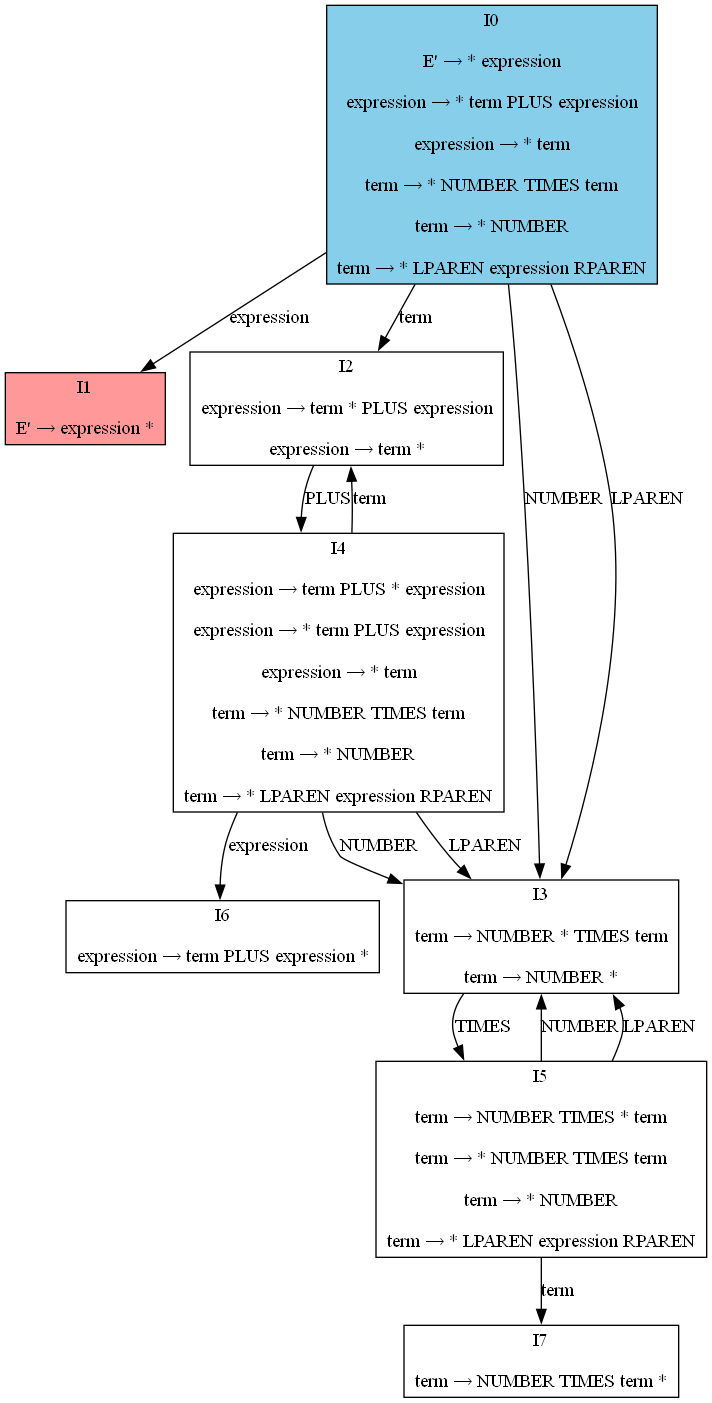 I0
E' → * expression
expression → * term PLUS expression
expression → * term
term → * NUMBER TIMES term
term → * NUMBER
term → * LPAREN expression RPAREN
expression
term
I1
E' → expression *
I2
expression → term * PLUS expression
expression → term *
PLUS
term
NUMBER
LPAREN
I4
expression → term PLUS * expression
expression → * term PLUS expression
expression → * term
term → * NUMBER TIMES term
term → * NUMBER
term → * LPAREN expression RPAREN
expression
NUMBER
LPAREN
I6
expression → term PLUS expression *
I3
term → NUMBER * TIMES term
term → NUMBER *
TIMES
NUMBER
LPAREN
I5
term → NUMBER TIMES * term
term → * NUMBER TIMES term
term → * NUMBER
term → * LPAREN expression RPAREN
term
I7
term → NUMBER TIMES term *